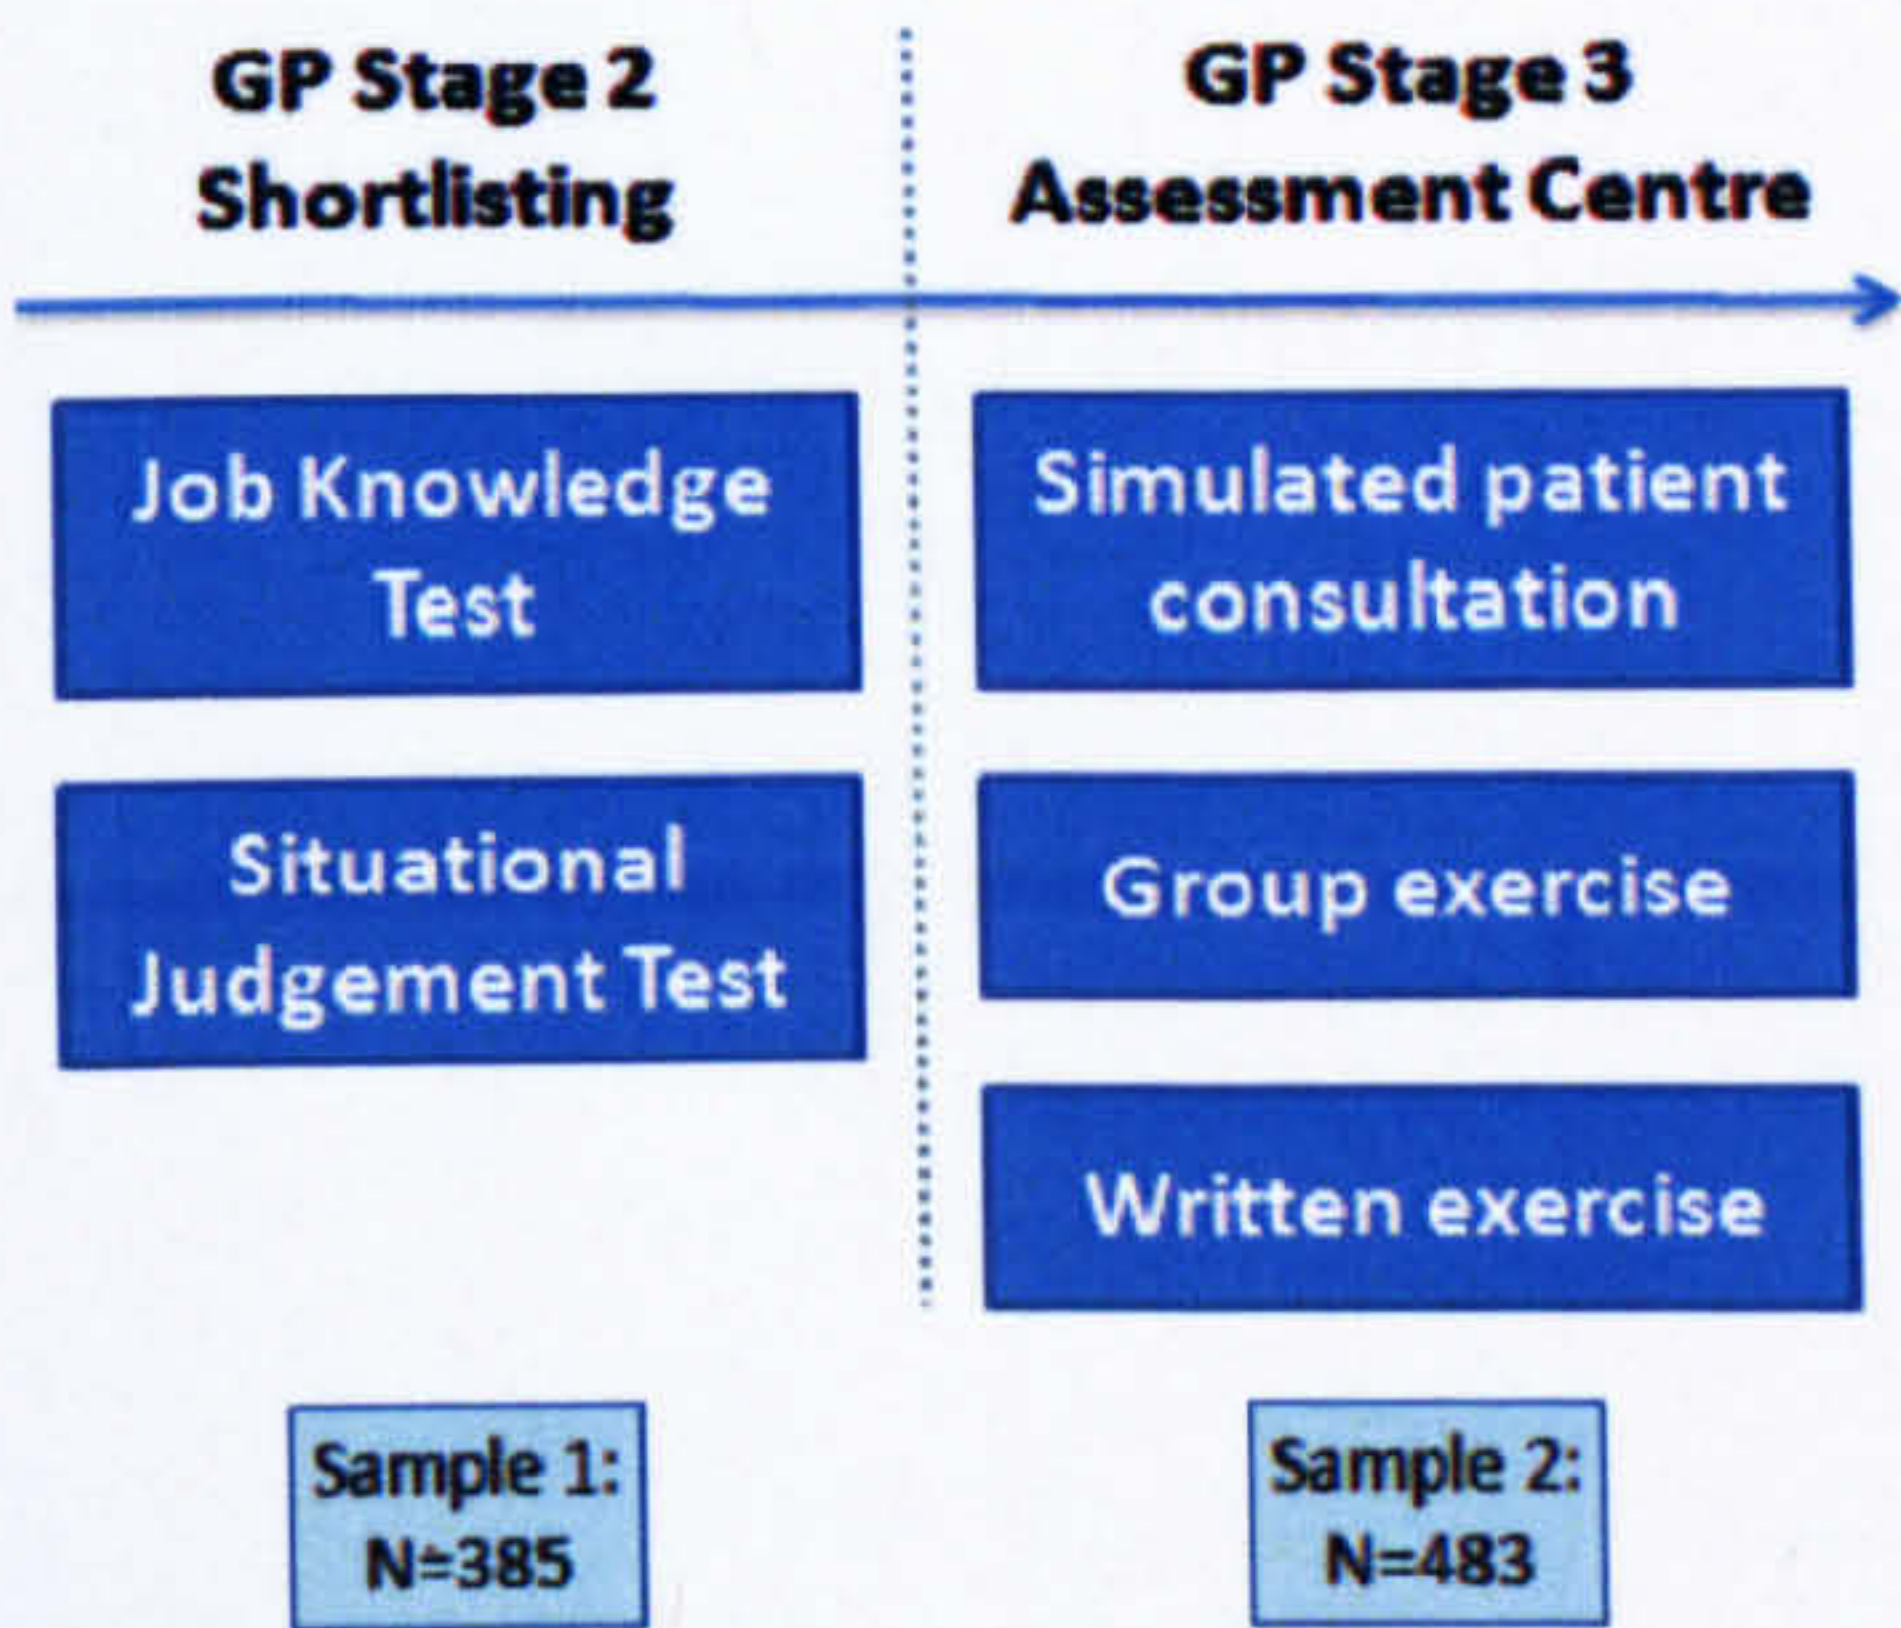 GP Stage 2
Shortlisting
GP Stage 3
Assessment Centre
Job Knowledge
Test
Situational
Judgement Test
Simulated patient
consultation
Group exercise
Written exercise
Sample 1:
N=385
Sample 2:
N=483